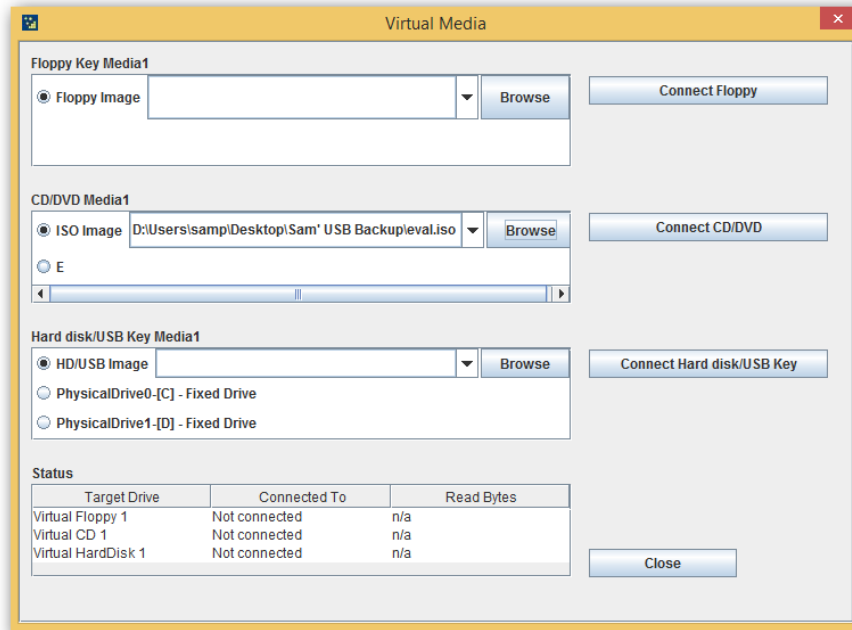 Virtual Media
Floppy Key Media1
Floppy Image
Browse
Connect Floppy
CD/DVD Media1
ISO Image D:\Users\samp\Desktop\Sam' USB Backup\eval.iso Browse
Connect CD/DVD
E
Hard disk/USB Key Media1
HD/USB Image
Browse
Connect Hard disk/USB Key
PhysicalDrive0-[C] - Fixed Drive
PhysicalDrive1-[D] - Fixed Drive
Status
Target Drive Connected To Read Bytes
Virtual Floppy 1 Not connected n/a
Virtual CD 1 Not connected n/a
Virtual HardDisk 1 Not connected n/a
Close